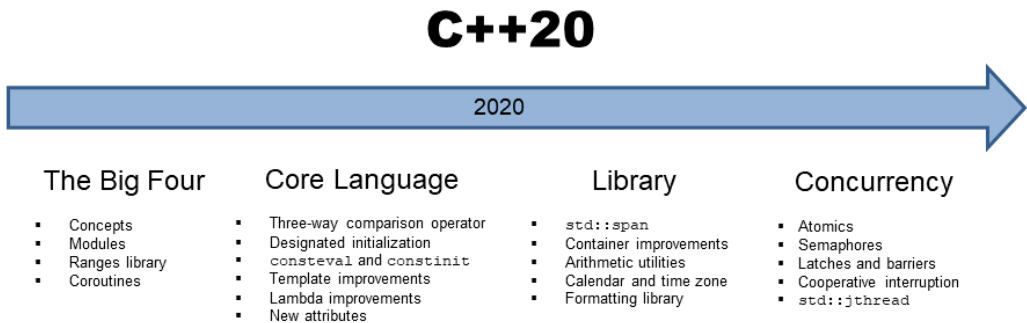 C++20
2020
The Big Four
Concepts
Modules
Ranges library
Coroutines
Core Language
Three-way comparison operator
Designated initialization
consteval and constinit
Template improvements
Lambda improvements
New attributes
Library
std::span
Container improvements
Arithmetic utilities
Calendar and time zone
Formatting library
Concurrency
Atomics
Semaphores
Latches and barriers
Cooperative interruption
std::jthread